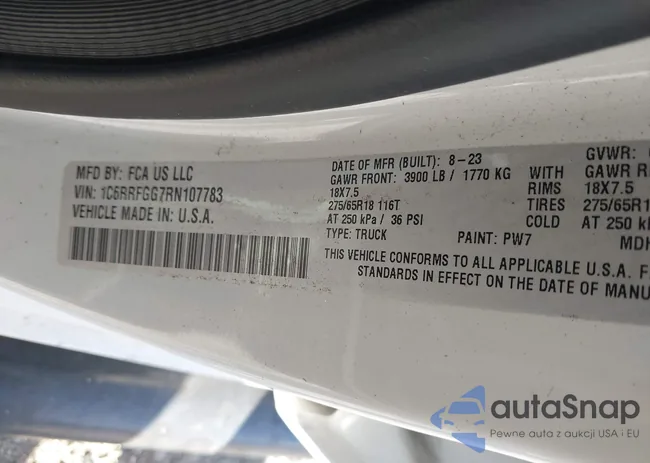 MFD BY: FCA US LLC
VIN: 1C6RRFGG7RN107783
VEHICLE MADE IN: U.S.A.
DATE OF MFR (BUILT): 8-23
GAWR FRONT: 3900 LB / 1770 KG
18X7.5
275/65R18 116T
AT 250 kPa / 36 PSI
TYPE: TRUCK PAINT: PW7
GVWR:
WITH GAWR R
RIMS 18X7.5
TIRES 275/65R18
COLD AT 250 k
MDH
THIS VEHICLE CONFORMS TO ALL APPLICABLE U.S.A. F
STANDARDS IN EFFECT ON THE DATE OF MANU
autaSnap
Pewne auta z aukcji USA i EU